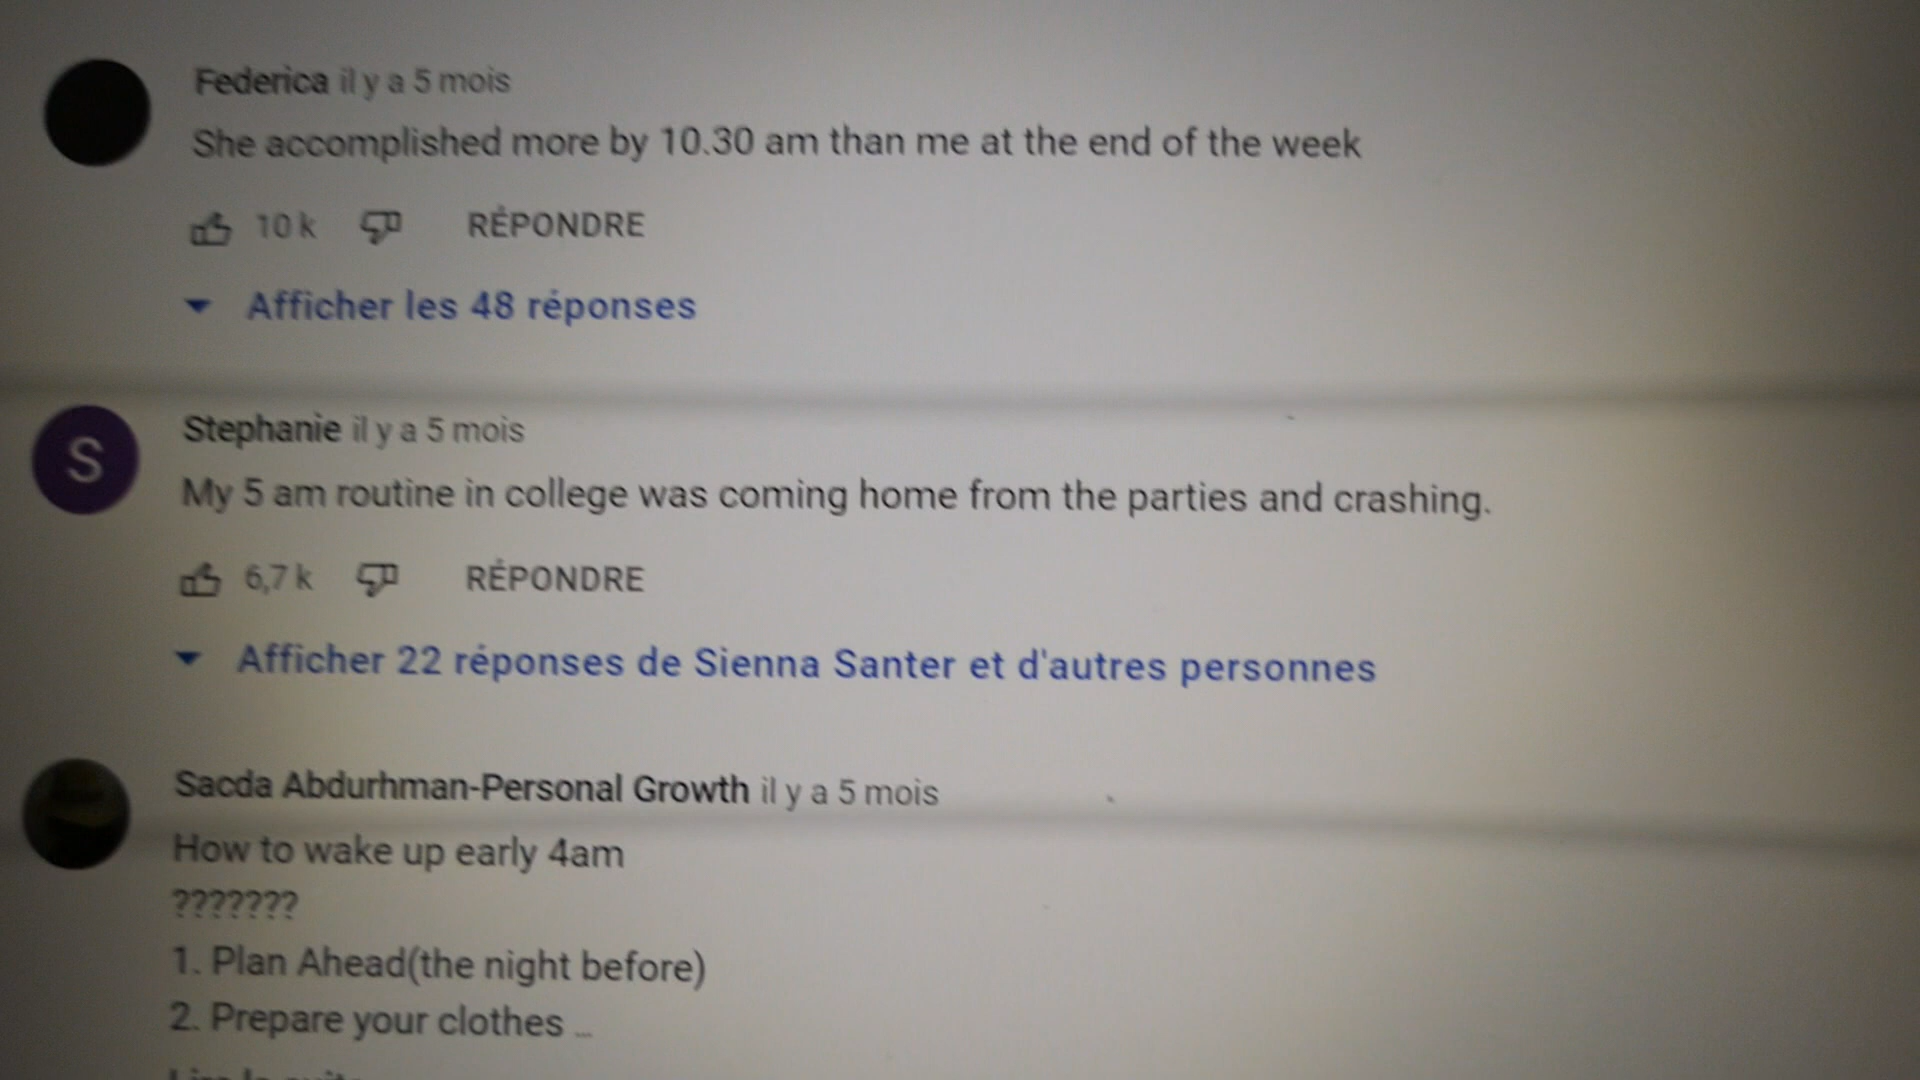 Federica il y a 5 mois
She accomplished more by 10.30 am than me at the end of the week
10 k RÉPONDRE
Afficher les 48 réponses
S
Stephanie il y a 5 mois
My 5 am routine in college was coming home from the parties and crashing.
6,7 k RÉPONDRE
Afficher 22 réponses de Sienna Santer et d'autres personnes
Sacda Abdurhman-Personal Growth il y a 5 mois
How to wake up early 4am
???????
1. Plan Ahead(the night before)
2. Prepare your clothes ...